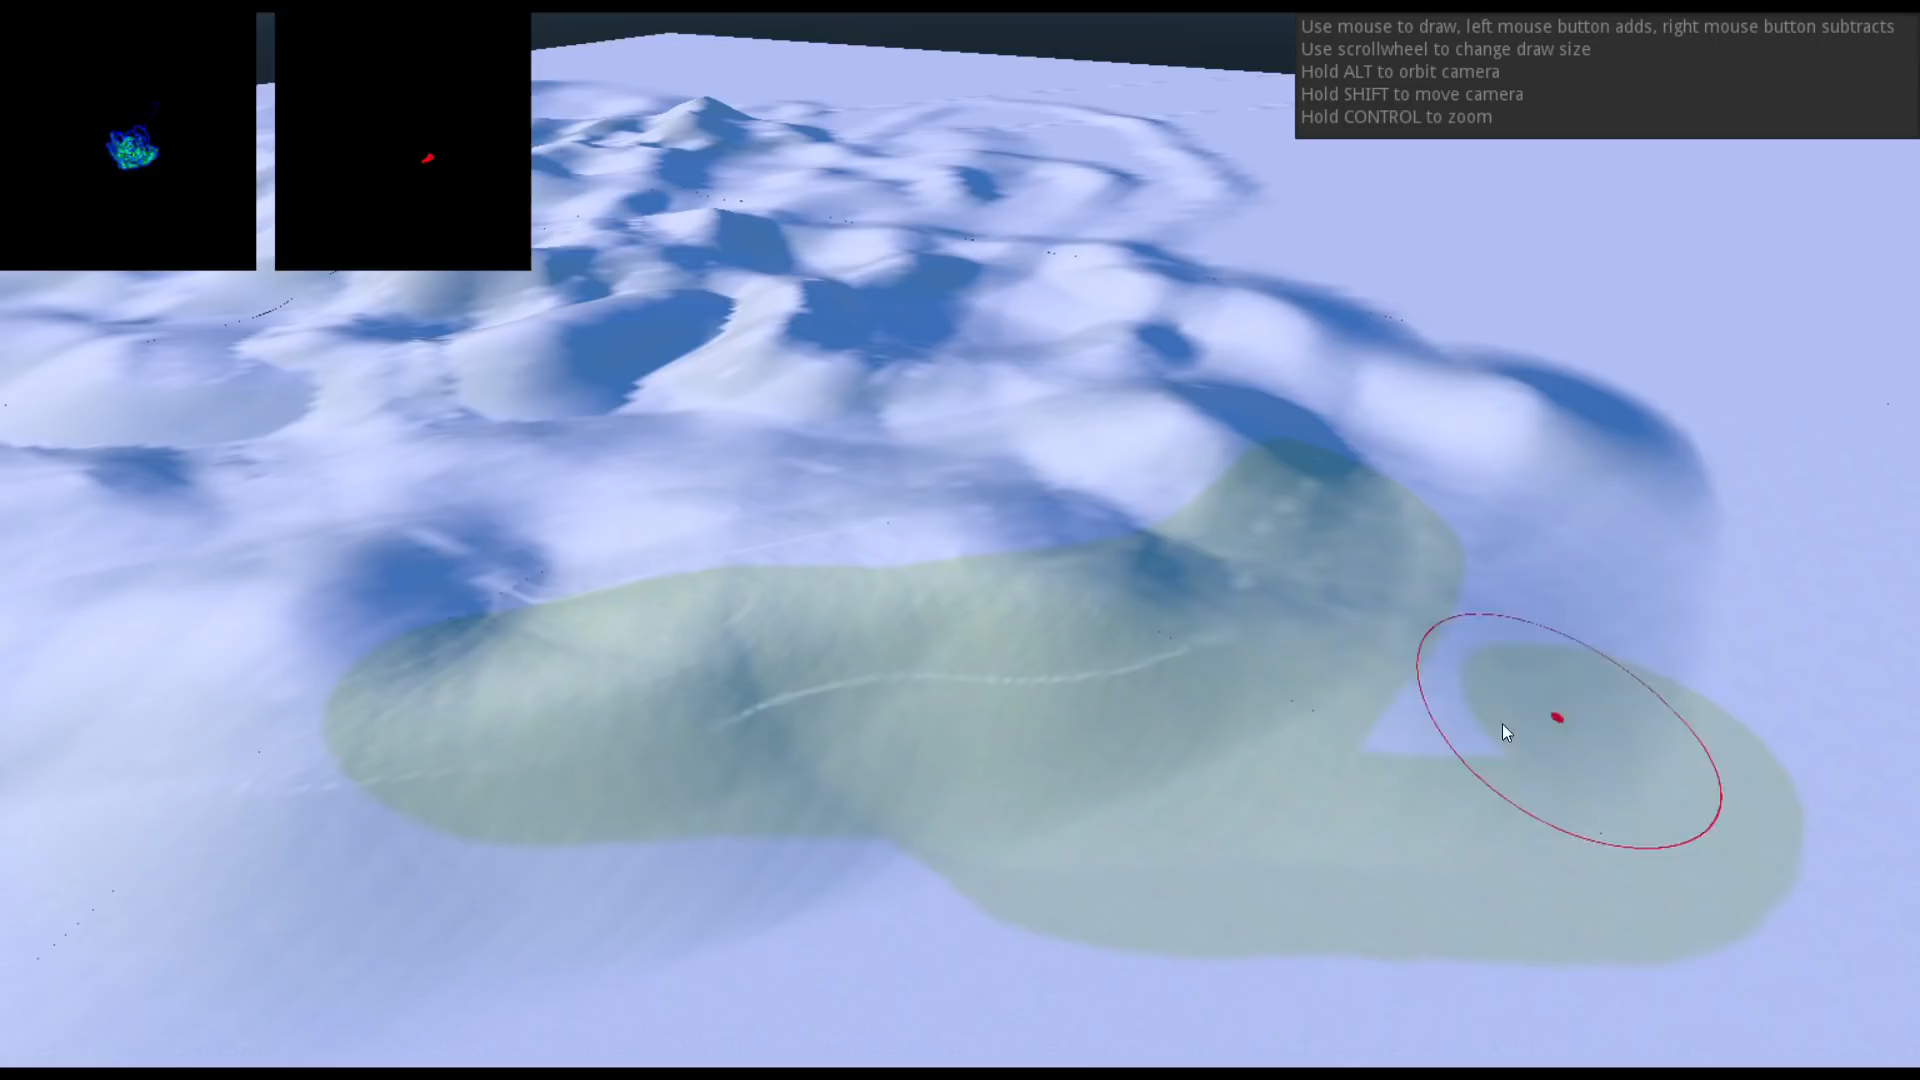 Use mouse to draw, left mouse button adds, right mouse button subtracts
Use scrollwheel to change draw size
Hold ALT to orbit camera
Hold SHIFT to move camera
Hold CONTROL to zoom